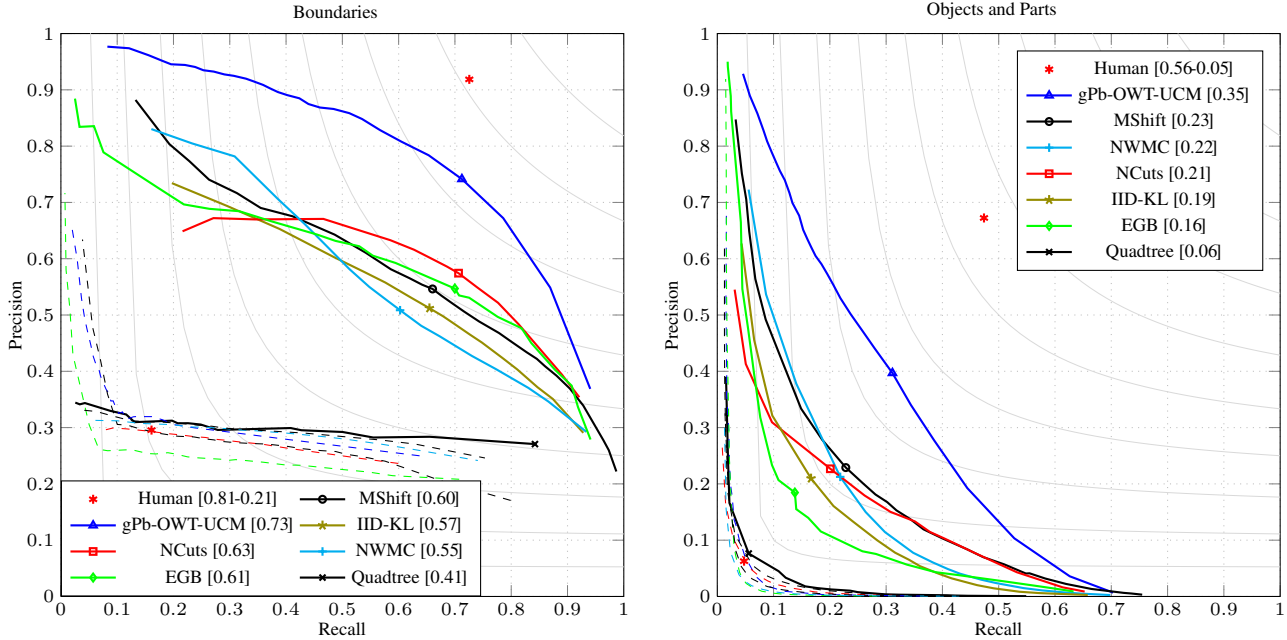 Boundaries
1
0.9
0.8
0.7
0.6
0.5
0.4
0.3
0.2
0.1
0
Precision
0 0.1 0.2 0.3 0.4 0.5 0.6 0.7 0.8 0.9 1
Recall
Human [0.81-0.21] MShift [0.60]
gPb-OWT-UCM [0.73] IID-KL [0.57]
NCuts [0.63] NWMC [0.55]
EGB [0.61] Quadtree [0.41]
Objects and Parts
1
0.9
0.8
0.7
0.6
0.5
0.4
0.3
0.2
0.1
0
Precision
0 0.1 0.2 0.3 0.4 0.5 0.6 0.7 0.8 0.9 1
Recall
Human [0.56-0.05]
gPb-OWT-UCM [0.35]
MShift [0.23]
NWMC [0.22]
NCuts [0.21]
IID-KL [0.19]
EGB [0.16]
Quadtree [0.06]